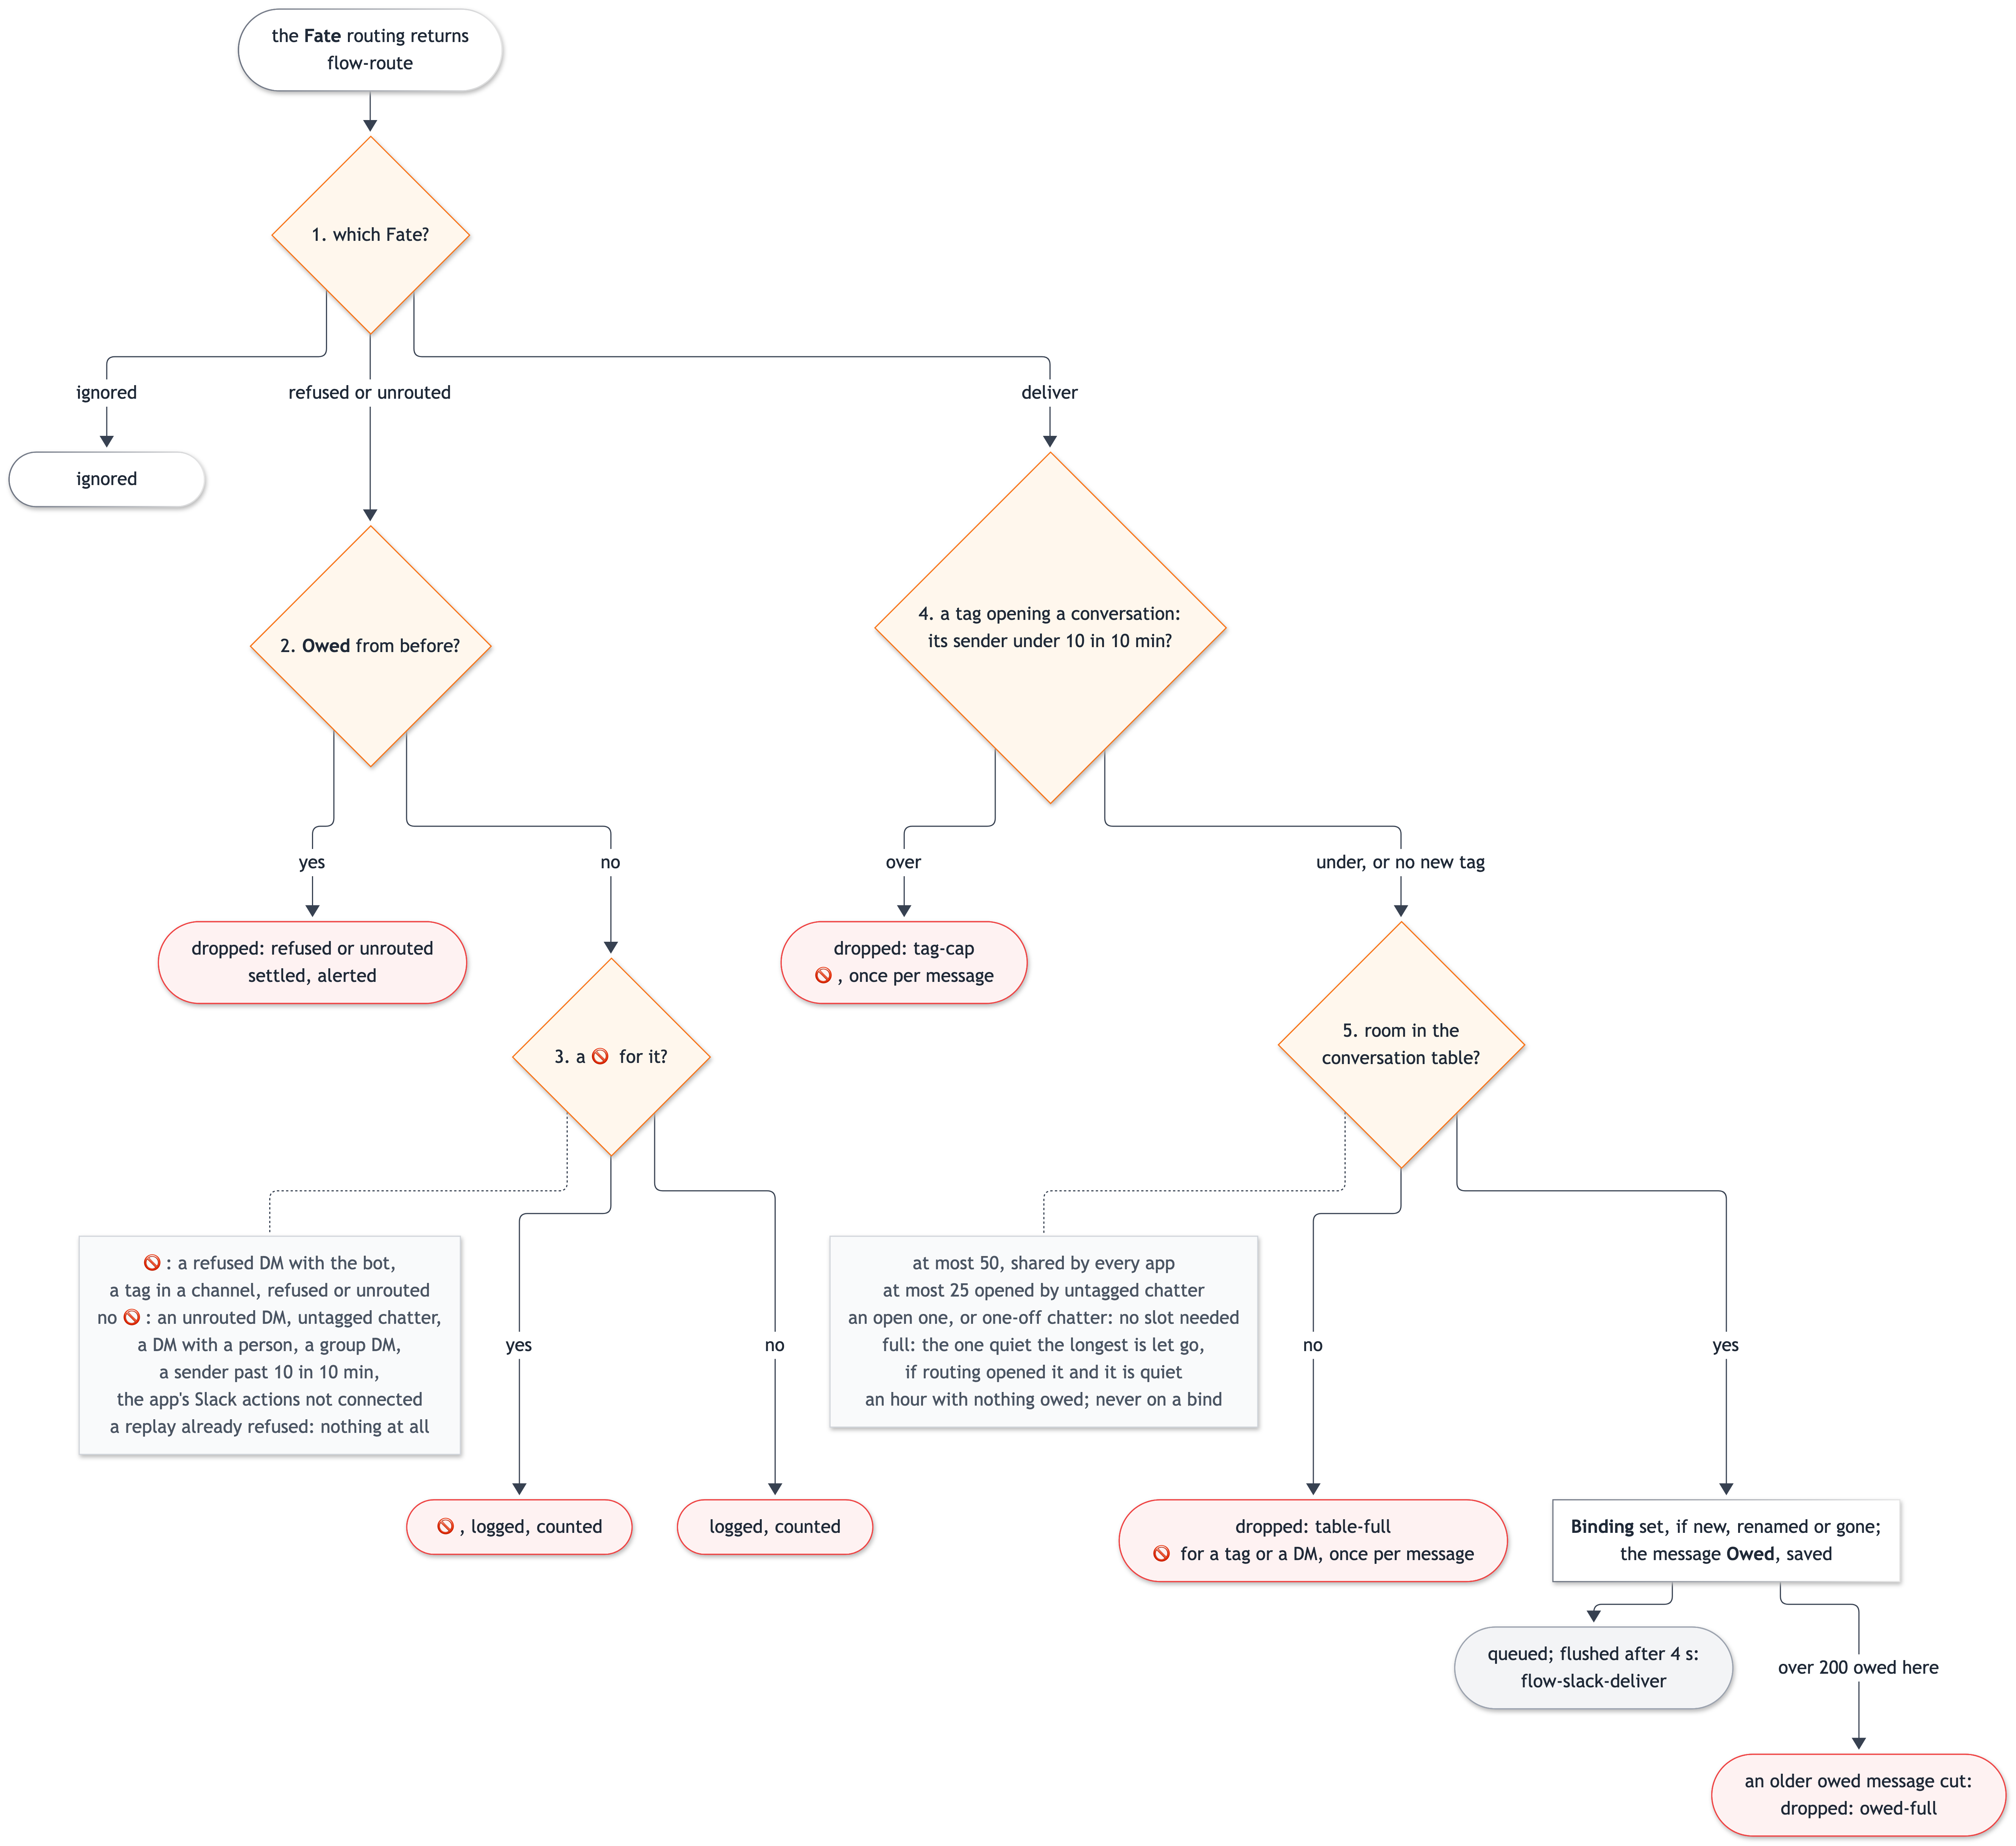 the Fate routing returns
flow-route
1. which Fate?
ignored
refused or unrouted
deliver
ignored
2. Owed from before?
4. a tag opening a conversation:
its sender under 10 in 10 min?
yes
no
over
under, or no new tag
dropped: refused or unrouted
settled, alerted
dropped: tag-cap
🚫 , once per message
3. a 🚫 for it?
5. room in the
conversation table?
🚫 : a refused DM with the bot,
a tag in a channel, refused or unrouted
no 🚫 : an unrouted DM, untagged chatter,
a DM with a person, a group DM,
a sender past 10 in 10 min,
the app's Slack actions not connected
a replay already refused: nothing at all
yes
no
at most 50, shared by every app
at most 25 opened by untagged chatter
an open one, or one-off chatter: no slot needed
full: the one quiet the longest is let go,
if routing opened it and it is quiet
an hour with nothing owed; never on a bind
no
yes
🚫 , logged, counted
logged, counted
dropped: table-full
🚫 for a tag or a DM, once per message
Binding set, if new, renamed or gone;
the message Owed, saved
queued; flushed after 4 s:
flow-slack-deliver
over 200 owed here
an older owed message cut:
dropped: owed-full